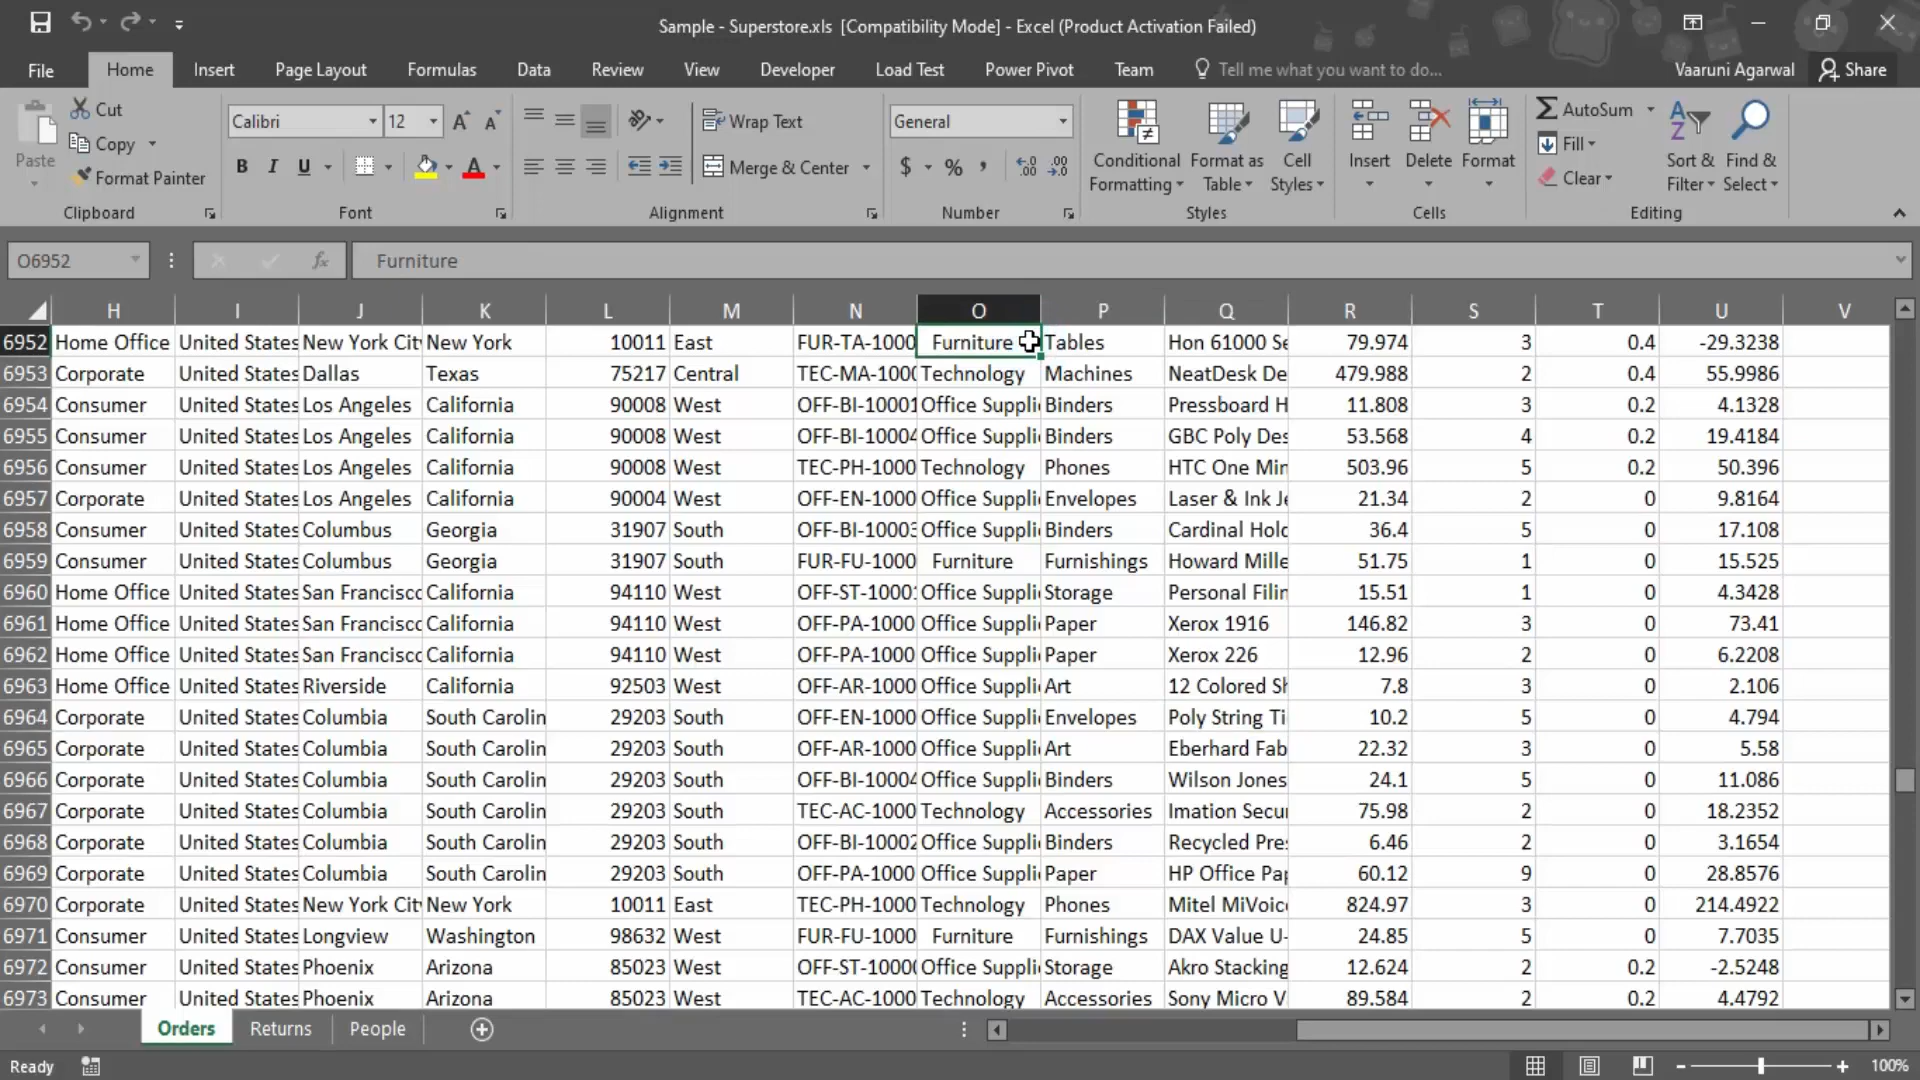 Sample - Superstore.xls [Compatibility Mode] - Excel (Product Activation Failed)
File Home Insert Page Layout Formulas Data Review View Developer Load Test Power Pivot Team Tell me what you want to do... Vaaruni Agarwal Share
Cut
Copy
Format Painter
Paste
Clipboard
Calibri 12
B I U A
Font
Wrap Text
Merge & Center
Alignment
General
$ % ,
Number
Conditional Formatting
Format as Table
Cell Styles
Styles
Insert Delete Format
Cells
AutoSum
Fill
Clear
Sort & Filter
Find & Select
Editing
O6952 fx Furniture
H I J K L M N O P Q R S T U V
6952 Home Office United States New York Cit New York 10011 East FUR-TA-1000 Furniture Tables Hon 61000 Se 79.974 3 0.4 -29.3238
6953 Corporate United States Dallas Texas 75217 Central TEC-MA-100 Technology Machines NeatDesk De 479.988 2 0.4 55.9986
6954 Consumer United States Los Angeles California 90008 West OFF-BI-10001 Office Suppli Binders Pressboard H 11.808 3 0.2 4.1328
6955 Consumer United States Los Angeles California 90008 West OFF-BI-10004 Office Suppli Binders GBC Poly Des 53.568 4 0.2 19.4184
6956 Consumer United States Los Angeles California 90008 West TEC-PH-1000 Technology Phones HTC One Min 503.96 5 0.2 50.396
6957 Corporate United States Los Angeles California 90004 West OFF-EN-1000 Office Suppli Envelopes Laser & Ink Je 21.34 2 0 9.8164
6958 Consumer United States Columbus Georgia 31907 South OFF-BI-10003 Office Suppli Binders Cardinal Hold 36.4 5 0 17.108
6959 Consumer United States Columbus Georgia 31907 South FUR-FU-1000 Furniture Furnishings Howard Mille 51.75 1 0 15.525
6960 Home Office United States San Francisco California 94110 West OFF-ST-1000 Office Suppli Storage Personal Filin 15.51 1 0 4.3428
6961 Home Office United States San Francisco California 94110 West OFF-PA-1000 Office Suppli Paper Xerox 1916 146.82 3 0 73.41
6962 Home Office United States San Francisco California 94110 West OFF-PA-1000 Office Suppli Paper Xerox 226 12.96 2 0 6.2208
6963 Home Office United States Riverside California 92503 West OFF-AR-1000 Office Suppli Art 12 Colored Sh 7.8 3 0 2.106
6964 Corporate United States Columbia South Carolin 29203 South OFF-EN-1000 Office Suppli Envelopes Poly String Ti 10.2 5 0 4.794
6965 Corporate United States Columbia South Carolin 29203 South OFF-AR-1000 Office Suppli Art Eberhard Fab 22.32 3 0 5.58
6966 Corporate United States Columbia South Carolin 29203 South OFF-BI-10004 Office Suppli Binders Wilson Jones 24.1 5 0 11.086
6967 Corporate United States Columbia South Carolin 29203 South TEC-AC-1000 Technology Accessories Imation Secu 75.98 2 0 18.2352
6968 Corporate United States Columbia South Carolin 29203 South OFF-BI-10002 Office Suppli Binders Recycled Pres 6.46 2 0 3.1654
6969 Corporate United States Columbia South Carolin 29203 South OFF-PA-1000 Office Suppli Paper HP Office Pap 60.12 9 0 28.8576
6970 Corporate United States New York Cit New York 10011 East TEC-PH-1000 Technology Phones Mitel MiVoic 824.97 3 0 214.4922
6971 Consumer United States Longview Washington 98632 West FUR-FU-1000 Furniture Furnishings DAX Value U- 24.85 5 0 7.7035
6972 Consumer United States Phoenix Arizona 85023 West OFF-ST-1000 Office Suppli Storage Akro Stacking 12.624 2 0.2 -2.5248
6973 Consumer United States Phoenix Arizona 85023 West TEC-AC-1000 Technology Accessories Sony Micro V 89.584 2 0.2 4.4792
Orders Returns People
Ready 100%